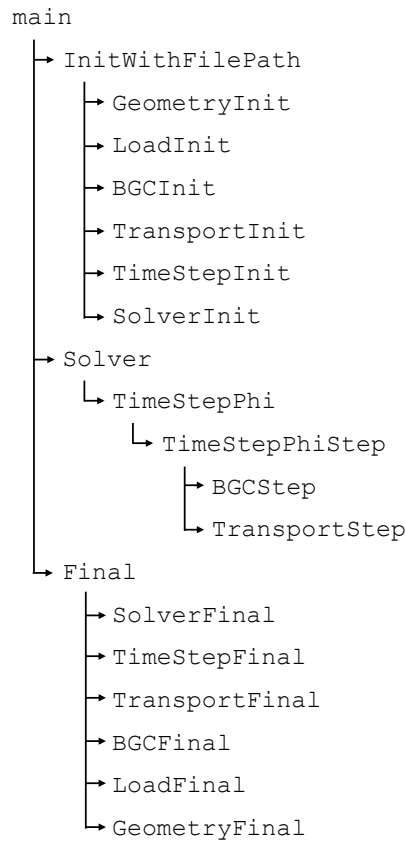 main
InitWithFilePath
GeometryInit
LoadInit
BGCInit
TransportInit
TimeStepInit
SolverInit
Solver
TimeStepPhi
TimeStepPhiStep
BGCStep
TransportStep
Final
SolverFinal
TimeStepFinal
TransportFinal
BGCFinal
LoadFinal
GeometryFinal